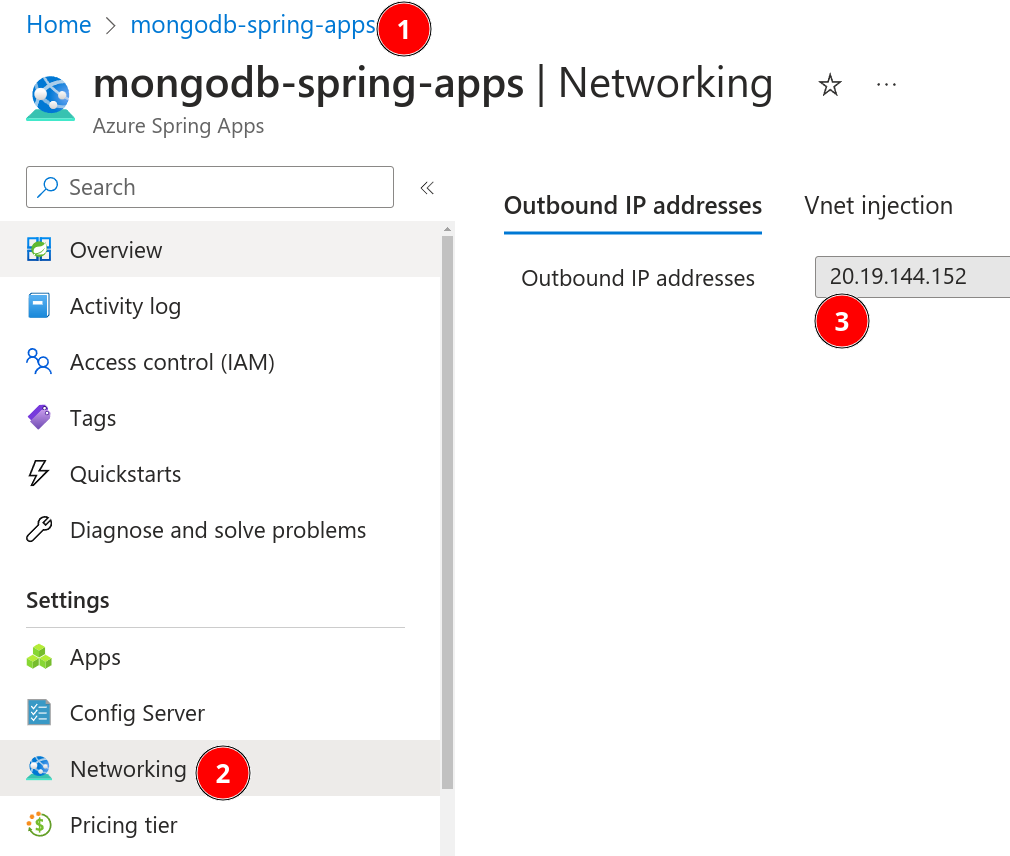 Home > mongodb-spring-apps 1
mongodb-spring-apps | Networking
Azure Spring Apps
Search
Outbound IP addresses
Vnet injection
Outbound IP addresses
20.19.144.152
3
Overview
Activity log
Access control (IAM)
Tags
Quickstarts
Diagnose and solve problems
Settings
Apps
Config Server
Networking 2
Pricing tier